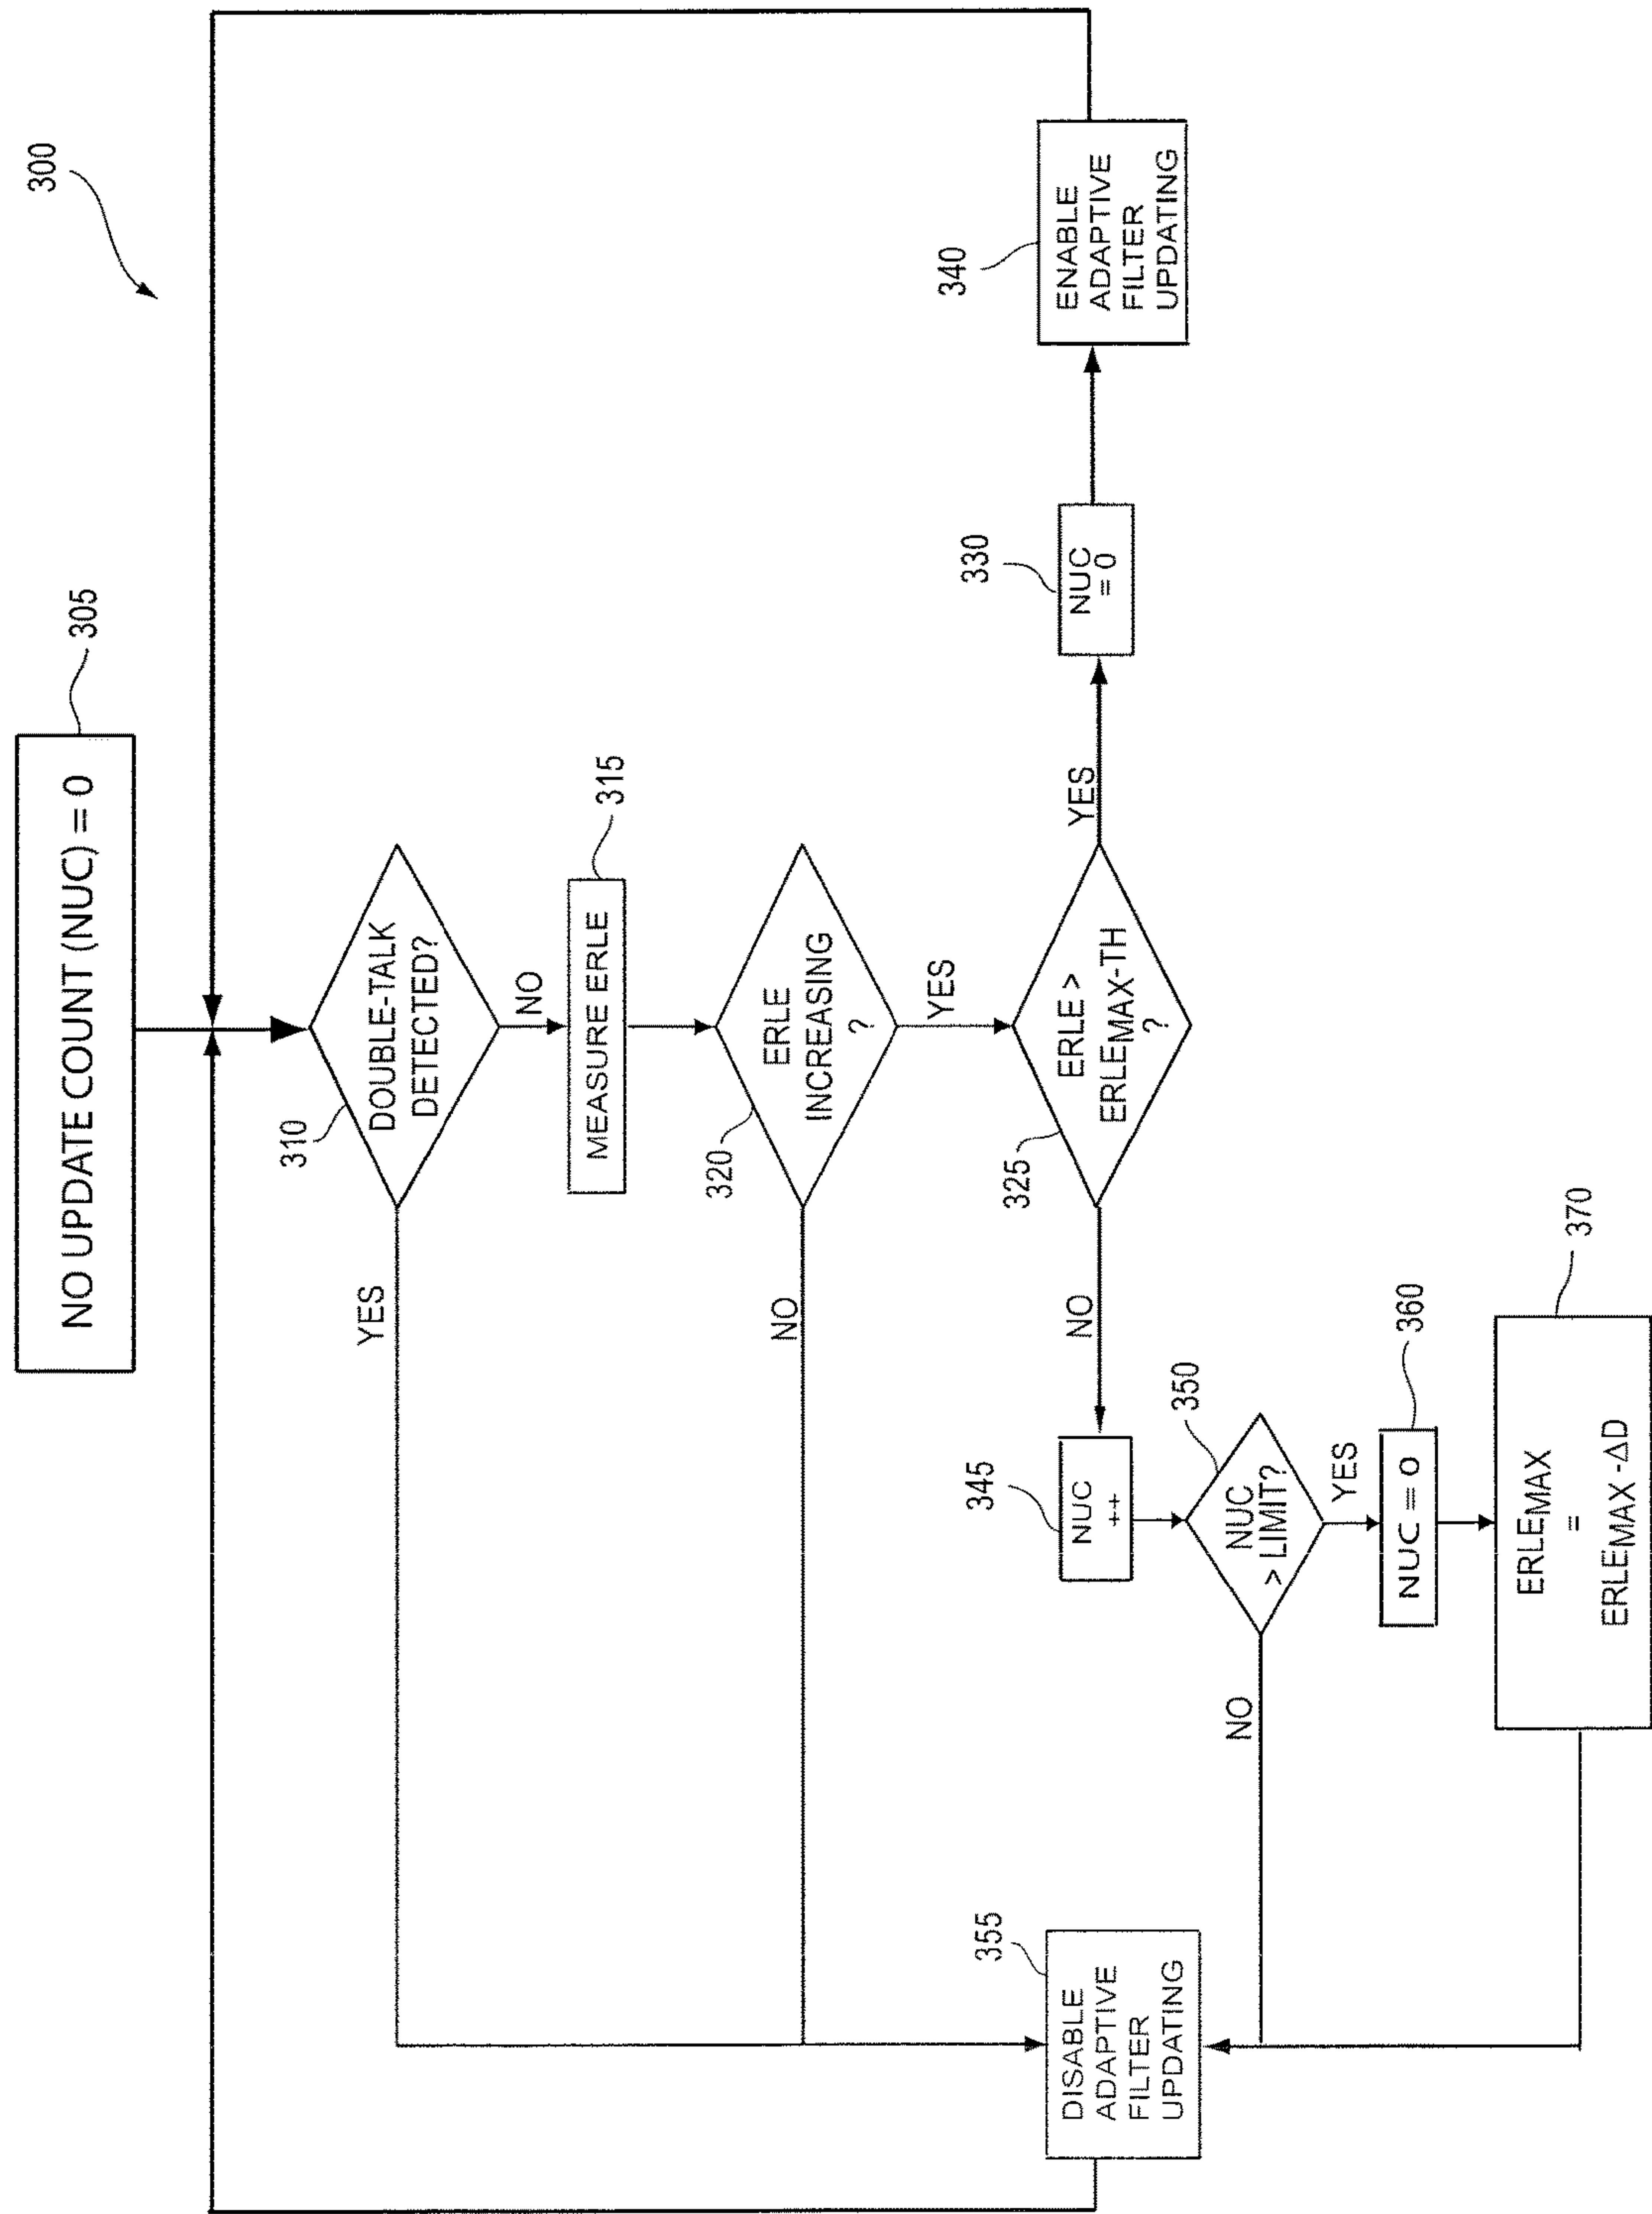 300
NO UPDATE COUNT (NUC) = 0
305
DOUBLE-TALK
DETECTED?
310
YES
NO
MEASURE ERLE
315
ERLE
INCREASING
?
320
NO
YES
ERLE >
ERLEMAX-TH
?
325
NO
YES
NUC
= 0
330
ENABLE
ADAPTIVE
FILTER
UPDATING
340
NUC
++
345
NUC
> LIMIT?
350
NO
YES
NUC = 0
360
ERLEMAX
=
ERLEMAX -ΔD
370
DISABLE
ADAPTIVE
FILTER
UPDATING
355